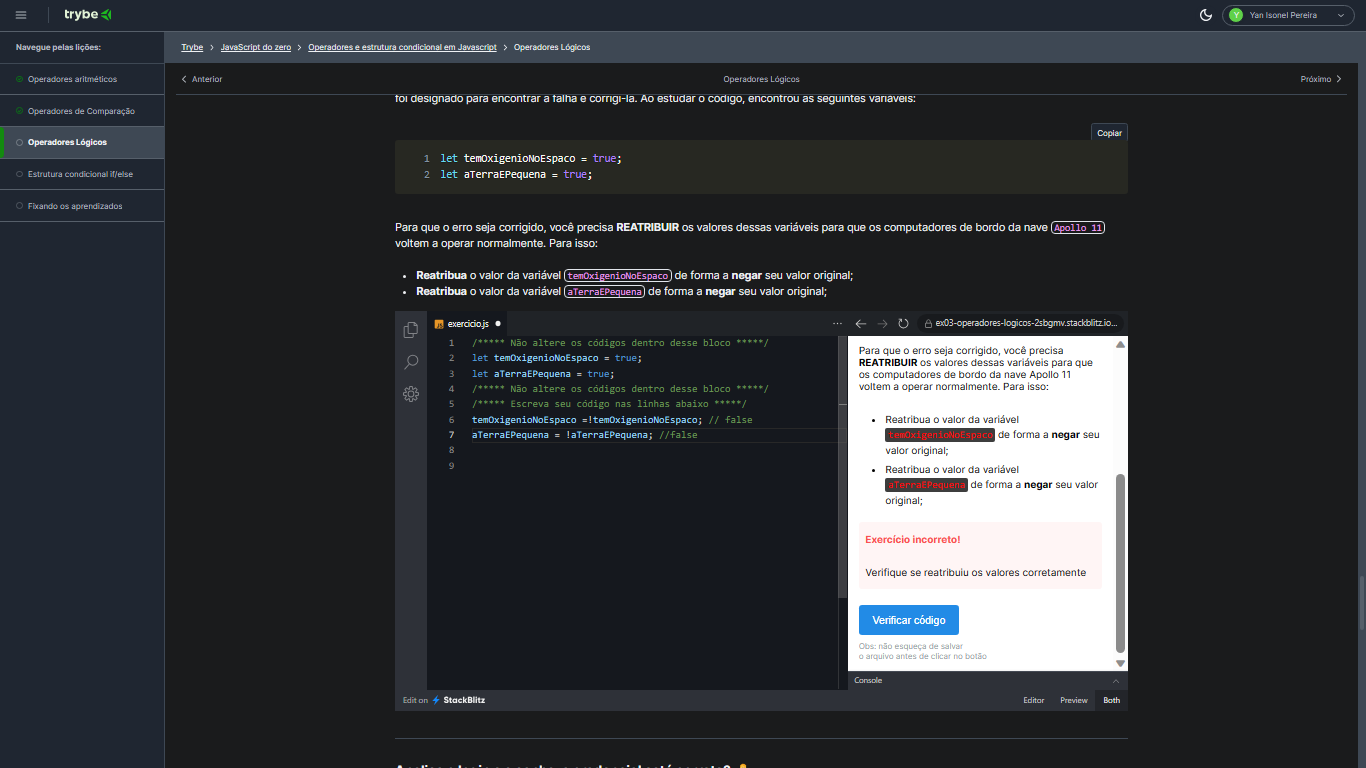 trybe
Y Yan Isonel Pereira
Navegue pelas lições:
Trybe > JavaScript do zero > Operadores e estrutura condicional em Javascript > Operadores Lógicos
Operadores aritméticos
Operadores de Comparação
Operadores Lógicos
Estrutura condicional if/else
Fixando os aprendizados
Anterior
Operadores Lógicos
Próximo
foi designado para encontrar a falha e corrigi-la. Ao estudar o código, encontrou as seguintes variáveis:
Copiar
1 let temOxigenioNoEspaco = true;
2 let aTerraEPequena = true;
Para que o erro seja corrigido, você precisa REATRIBUIR os valores dessas variáveis para que os computadores de bordo da nave Apollo 11
voltem a operar normalmente. Para isso:
• Reatribua o valor da variável temOxigenioNoEspaco de forma a negar seu valor original;
• Reatribua o valor da variável aTerraEPequena de forma a negar seu valor original;
JS exercicio.js ●
1 /***** Não altere os códigos dentro desse bloco *****/
2 let temOxigenioNoEspaco = true;
3 let aTerraEPequena = true;
4 /***** Não altere os códigos dentro desse bloco *****/
5 /***** Escreva seu código nas linhas abaixo *****/
6 temOxigenioNoEspaco =!temOxigenioNoEspaco; // false
7 aTerraEPequena = !aTerraEPequena; //false
8
9
ex03-operadores-logicos-2sbgmv.stackblitz.io...
Para que o erro seja corrigido, você precisa
REATRIBUIR os valores dessas variáveis para que
os computadores de bordo da nave Apollo 11
voltem a operar normalmente. Para isso:
• Reatribua o valor da variável
temOxigenioNoEspaco de forma a negar seu
valor original;
• Reatribua o valor da variável
aTerraEPequena de forma a negar seu valor
original;
Exercício incorreto!
Verifique se reatribuiu os valores corretamente
Verificar código
Obs: não esqueça de salvar
o arquivo antes de clicar no botão
Console
Edit on StackBlitz
Editor
Preview
Both